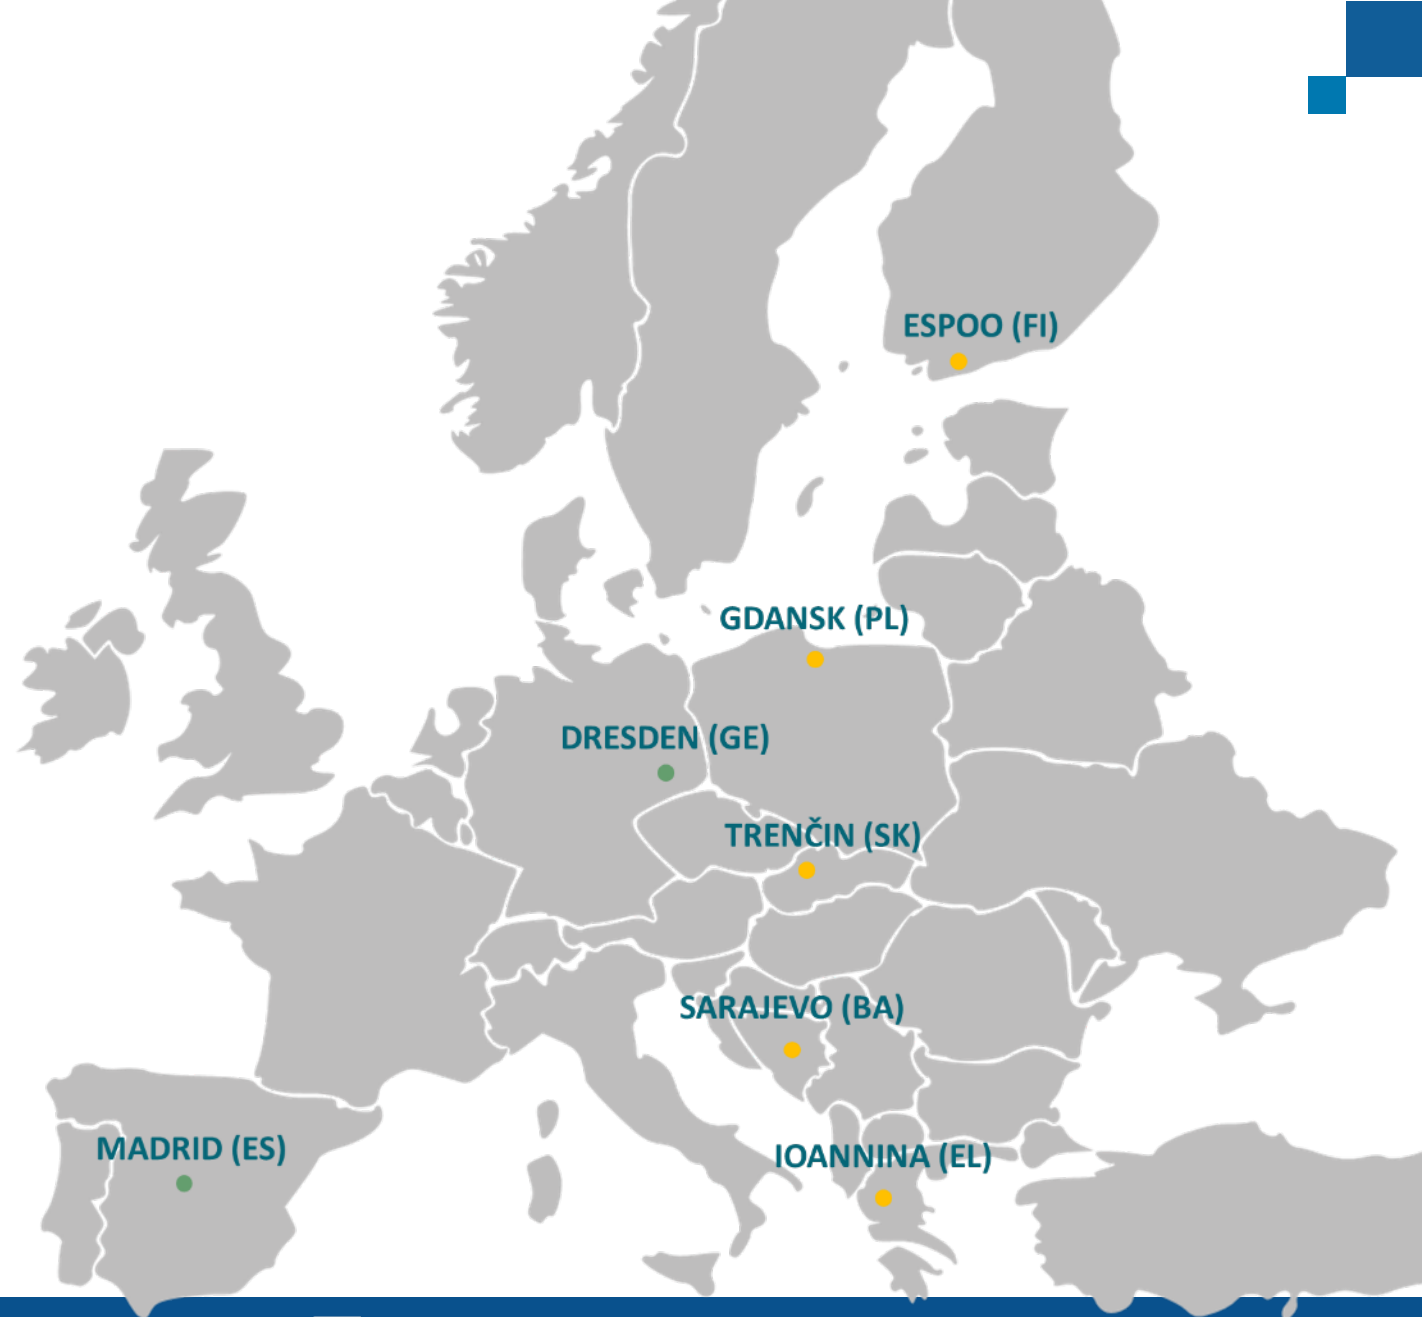 ESPOO (FI)
GDANSK (PL)
DRESDEN (GE)
TRENČIN (SK)
SARAJEVO (BA)
MADRID (ES)
IOANNINA (EL)